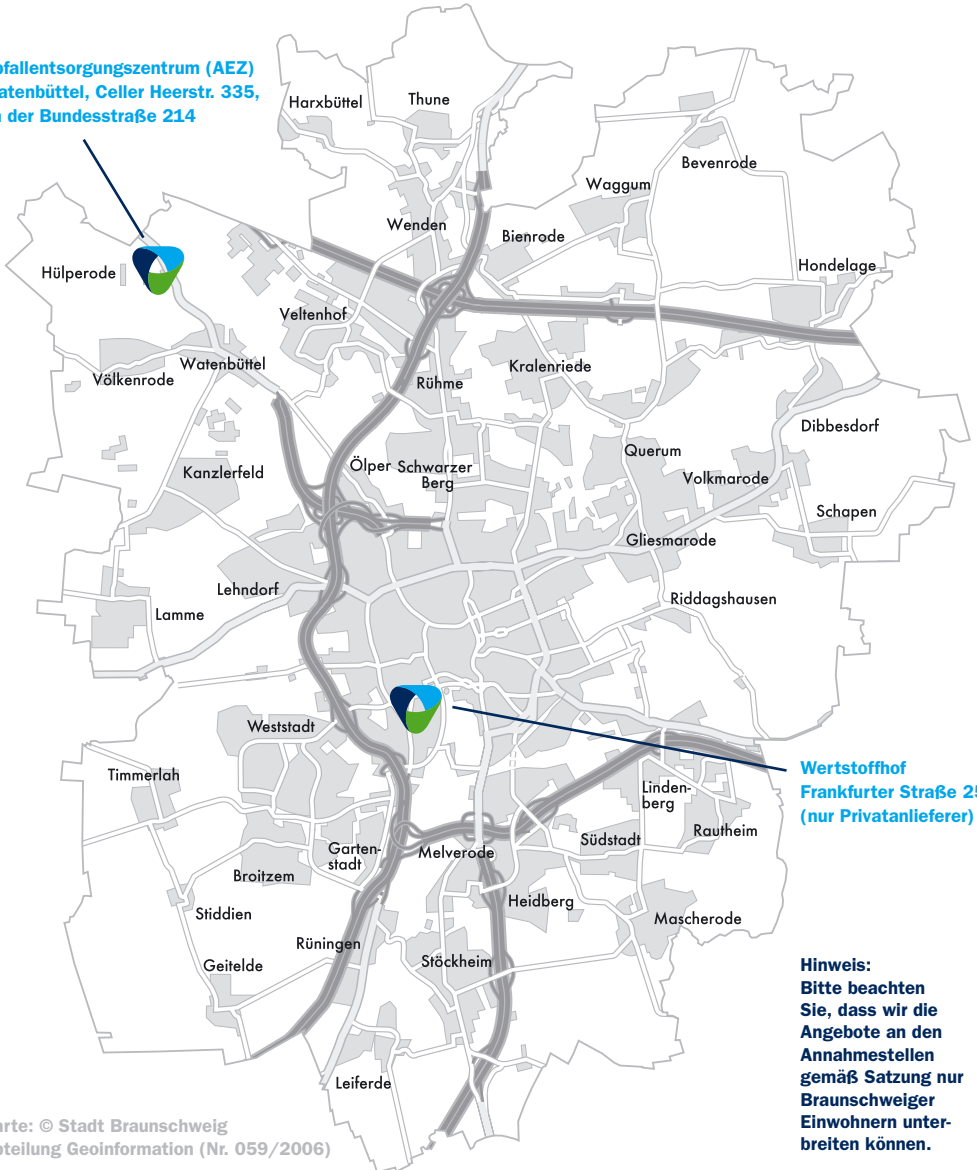 bfallentsorgungszentrum (AEZ)
atenbüttel, Celler Heerstr. 335,
der Bundesstraße 214
Harxbüttel
Thune
Bevenrode
Waggum
Wenden
Bienrode
Hülperode
Hondelage
Veltenhof
Watenbüttel
Völkenrode
Kralenriede
Rühme
Dibbesdorf
Querum
Kanzlerfeld
Ölper
Schwarzer
Berg
Volkmarode
Schapen
Gliesmarode
Lehndorf
Riddagshausen
Lamme
Weststadt
Timmerlah
Wertstoffhof
Frankfurter Straße
(nur Privatanlieferer)
Linden-
berg
Rautheim
Südstadt
Garten-
stadt
Melverode
Broitzem
Heidberg
Stiddien
Mascherode
Rüningen
Geitelde
Stöckheim
Hinweis:
Bitte beachten
Sie, dass wir die
Angebote an den
Annahmestellen
gemäß Satzung nur
Braunschweiger
Einwohnern unter-
breiten können.
Leiferde
arte: © Stadt Braunschweig
bteilung Geoinformation (Nr. 059/2006)